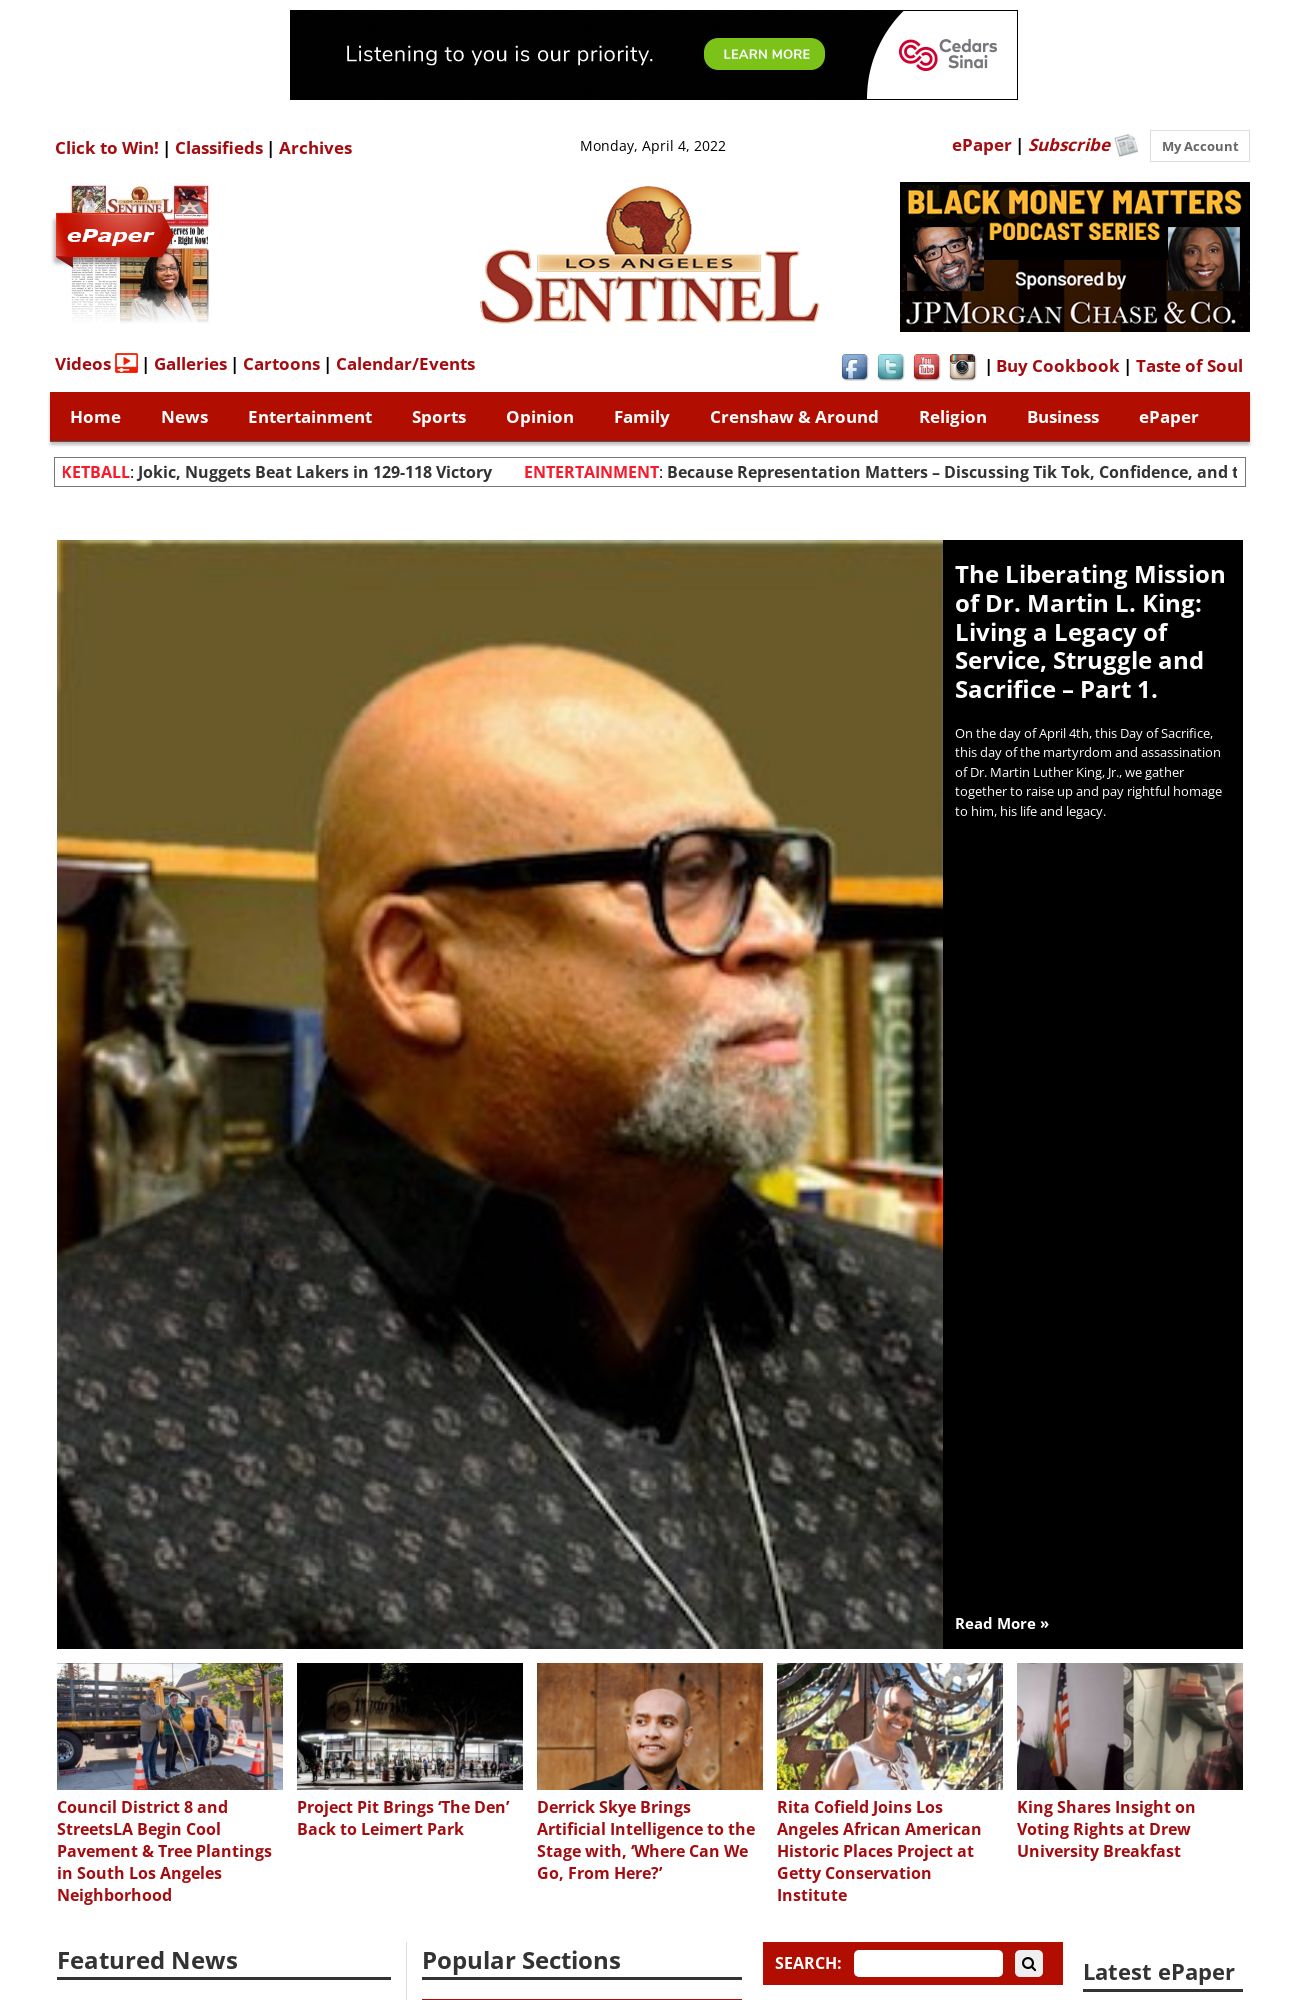 Listening to you is our priority.
LEARN MORE
Cedars
Sinai
Click to Win! | Classifieds | Archives
Monday, April 4, 2022
ePaper | Subscribe
My Account
SENTINEL
ePaper
- Right Now!
LOS ANGELES
SENTINEL
BLACK MONEY MATTERS
PODCAST SERIES
Sponsored by
JPMORGAN CHASE & CO.
Videos | Galleries | Cartoons | Calendar/Events
You
Tube
| Buy Cookbook | Taste of Soul
Home News Entertainment Sports Opinion Family Crenshaw & Around Religion Business ePaper
KETBALL: Jokic, Nuggets Beat Lakers in 129-118 Victory ENTERTAINMENT: Because Representation Matters – Discussing Tik Tok, Confidence, and t
The Liberating Mission
of Dr. Martin L. King:
Living a Legacy of
Service, Struggle and
Sacrifice – Part 1.
On the day of April 4th, this Day of Sacrifice,
this day of the martyrdom and assassination
of Dr. Martin Luther King, Jr., we gather
together to raise up and pay rightful homage
to him, his life and legacy.
Read More »
Council District 8 and
StreetsLA Begin Cool
Pavement & Tree Plantings
in South Los Angeles
Neighborhood
Project Pit Brings ‘The Den’
Back to Leimert Park
Derrick Skye Brings
Artificial Intelligence to the
Stage with, ‘Where Can We
Go, From Here?’
Rita Cofield Joins Los
Angeles African American
Historic Places Project at
Getty Conservation
Institute
King Shares Insight on
Voting Rights at Drew
University Breakfast
Featured News
Popular Sections
SEARCH:
Latest ePaper